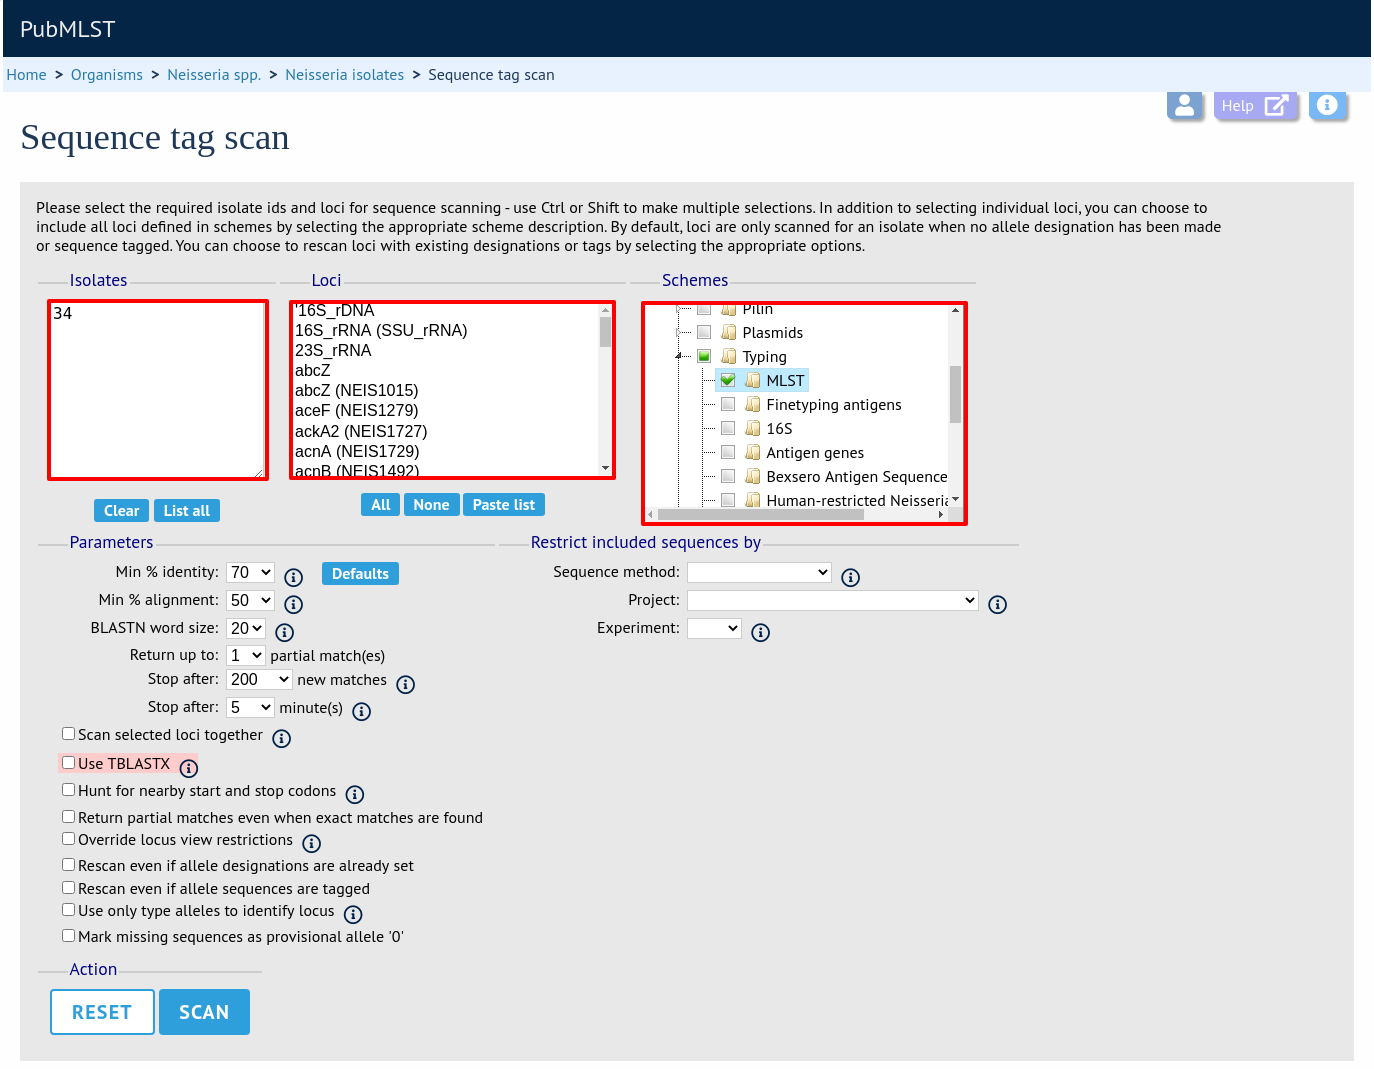 PubMLST
Home > Organisms > Neisseria spp. > Neisseria isolates > Sequence tag scan
Help
Sequence tag scan
Please select the required isolate ids and loci for sequence scanning - use Ctrl or Shift to make multiple selections. In addition to selecting individual loci, you can choose to
include all loci defined in schemes by selecting the appropriate scheme description. By default, loci are only scanned for an isolate when no allele designation has been made
or sequence tagged. You can choose to rescan loci with existing designations or tags by selecting the appropriate options.
Isolates
34
Clear List all
Loci
'16S_rDNA
16S_rRNA (SSU_rRNA)
23S_rRNA
abcZ
abcZ (NEIS1015)
aceF (NEIS1279)
ackA2 (NEIS1727)
acnA (NEIS1729)
acnB (NEIS1492)
All None Paste list
Schemes
Pilin
Plasmids
Typing
MLST
Finetyping antigens
16S
Antigen genes
Bexsero Antigen Sequence
Human-restricted Neisseria
Parameters
Min % identity: 70 Defaults
Min % alignment: 50
BLASTN word size: 20
Return up to: 1 partial match(es)
Stop after: 200 new matches
Stop after: 5 minute(s)
Scan selected loci together
Use TBLASTX
Hunt for nearby start and stop codons
Return partial matches even when exact matches are found
Override locus view restrictions
Rescan even if allele designations are already set
Rescan even if allele sequences are tagged
Use only type alleles to identify locus
Mark missing sequences as provisional allele '0'
Restrict included sequences by
Sequence method:
Project:
Experiment:
Action
RESET SCAN